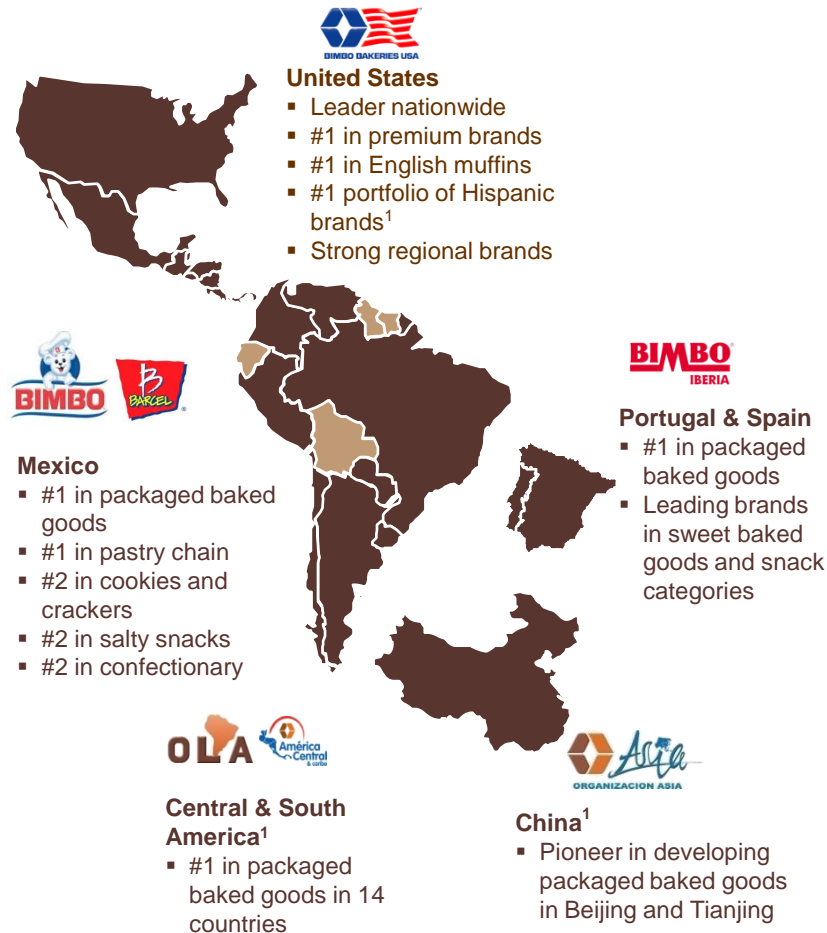 BIMBO BAKERIES USA
United States
▪ Leader nationwide
▪ #1 in premium brands
▪ #1 in English muffins
▪ #1 portfolio of Hispanic
brands¹
▪ Strong regional brands
BIMBO
B
BARCEL
Mexico
▪ #1 in packaged baked
goods
▪ #1 in pastry chain
▪ #2 in cookies and
crackers
▪ #2 in salty snacks
▪ #2 in confectionary
BIMBO
IBERIA
Portugal & Spain
▪ #1 in packaged
baked goods
▪ Leading brands
in sweet baked
goods and snack
categories
OLA
América
Central
& caribe
Central & South
America¹
▪ #1 in packaged
baked goods in 14
countries
Asia
ORGANIZACION ASIA
China¹
▪ Pioneer in developing
packaged baked goods
in Beijing and Tianjing